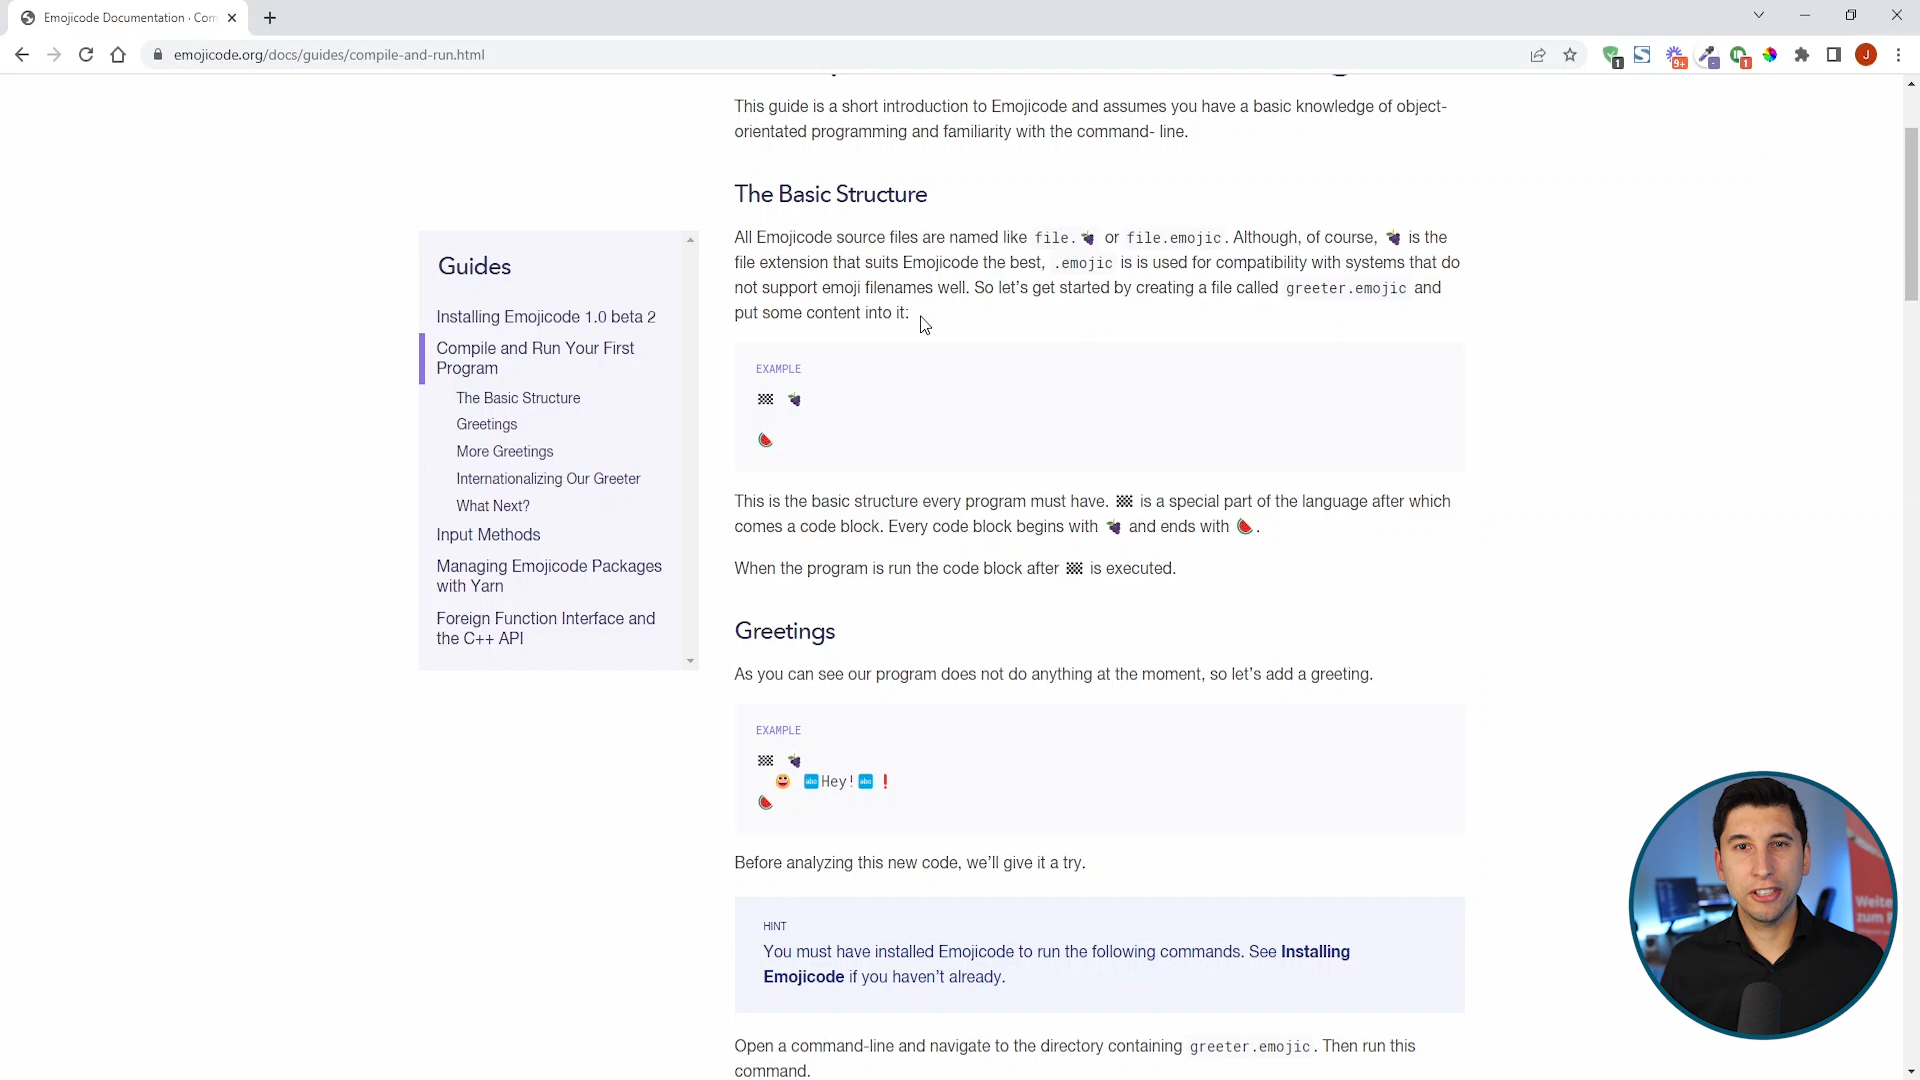 Emojicode Documentation · Com
emojicode.org/docs/guides/compile-and-run.html
1
9+
1
J
This guide is a short introduction to Emojicode and assumes you have a basic knowledge of object-
orientated programming and familiarity with the command- line.
The Basic Structure
All Emojicode source files are named like file.🍇 or file.emojic. Although, of course, 🍇 is the
file extension that suits Emojicode the best, .emojic is is used for compatibility with systems that do
not support emoji filenames well. So let's get started by creating a file called greeter.emojic and
put some content into it:
Guides
Installing Emojicode 1.0 beta 2
Compile and Run Your First
Program
The Basic Structure
Greetings
More Greetings
Internationalizing Our Greeter
What Next?
Input Methods
Managing Emojicode Packages
with Yarn
Foreign Function Interface and
the C++ API
EXAMPLE
🏁 🍇
🍉
This is the basic structure every program must have. 🏁 is a special part of the language after which
comes a code block. Every code block begins with 🍇 and ends with 🍉.
When the program is run the code block after 🏁 is executed.
Greetings
As you can see our program does not do anything at the moment, so let's add a greeting.
EXAMPLE
🏁 🍇
😀 🔤Hey!🔤❗
🍉
Before analyzing this new code, we'll give it a try.
HINT
You must have installed Emojicode to run the following commands. See Installing
Emojicode if you haven't already.
Open a command-line and navigate to the directory containing greeter.emojic. Then run this
command.
Weite
zum